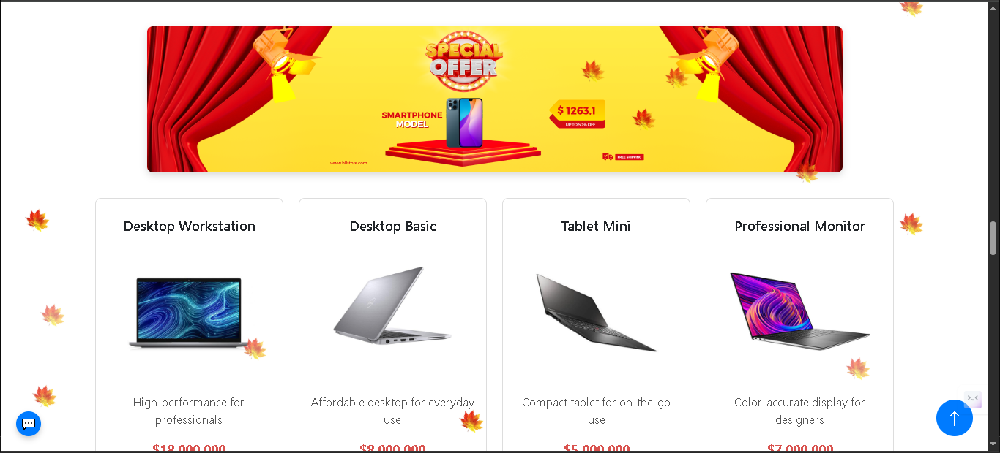 SPECIAL
OFFER
SMARTPHONE
MODEL
$ 1263,1
UP TO 50% OFF
www.hilstore.com
FREE SHIPPING
Desktop Workstation
Desktop Basic
Tablet Mini
Professional Monitor
High-performance for
professionals
Affordable desktop for everyday
use
Compact tablet for on-the-go
use
Color-accurate display for
designers
$18,000,000
$8,000,000
$5,000,000
$7,000,000